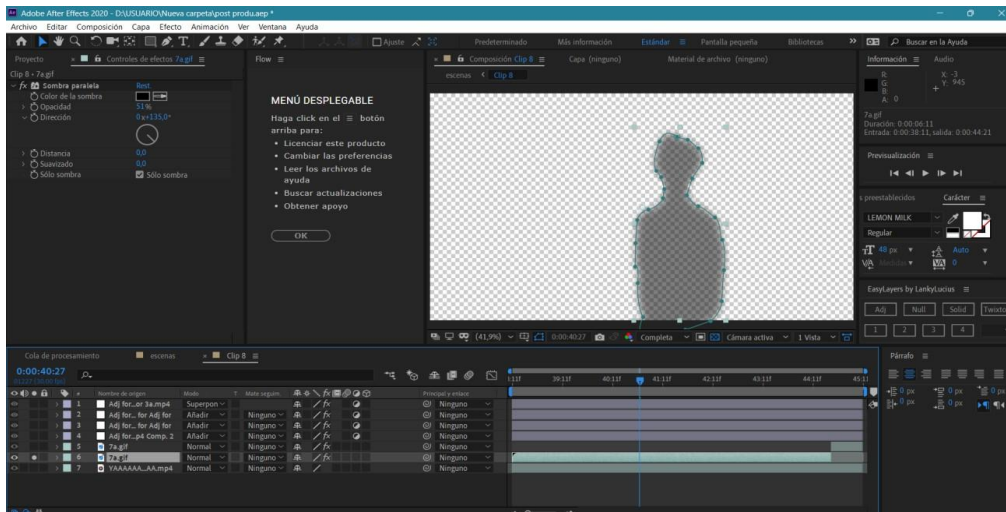 Adobe After Effects 2020 - D:\USUARIO\Nueva carpeta\post produ.aep *
Archivo Editar Composición Capa Efecto Animación Ver Ventana Ayuda
Ajuste Predeterminado Más información Estándar Pantalla pequeña Bibliotecas Buscar en la Ayuda
Proyecto Controles de efectos 7a.gif
Clip 8 • 7a.gif
fx Sombra paralela Rest.
Color de la sombra
Opacidad 51%
Dirección 0x+135,0°
Distancia 0,0
Suavizado 0,0
Sólo sombra Sólo sombra
Flow
MENÚ DESPLEGABLE
Haga click en el ≡ botón
arriba para:
• Licenciar este producto
• Cambiar las preferencias
• Leer los archivos de
ayuda
• Buscar actualizaciones
• Obtener apoyo
OK
Composición Clip 8 Capa (ninguno) Material de archivo (ninguno)
escenas Clip 8
(41,9%) 0:00:40:27 Completa Cámara activa 1 Vista
Información Audio
R: X: -3
G: Y: 945
B:
A: 0
7a.gif
Duración: 0:00:06:11
Entrada: 0:00:38:11, salida: 0:00:44:21
Previsualización
preestablecidos Carácter
LEMON MILK
Regular
48 px Auto
Medidas 0
EasyLayers by LankyLucius
Adj Null Solid Twixto
1 2 3 4
Párrafo
0 px 0 px 0 px
0 px 0 px
Cola de procesamiento escenas Clip 8
0:00:40:27
Nombre de origen Modo T Mate seguim. Principal y enlace
1:11f 39:11f 40:11f 41:11f 42:11f 43:11f 44:11f 45:1
1 Adj for...or 3a.mp4 Superpon
2 Adj for... for Adj for Añadir Ninguno Ninguno
3 Adj for... for Adj for Añadir Ninguno Ninguno
4 Adj for...p4 Comp. 2 Añadir Ninguno Ninguno
5 7a.gif Normal Ninguno Ninguno
6 7a.gif Normal Ninguno Ninguno
7 YAAAAAA...AA.mp4 Normal Ninguno Ninguno